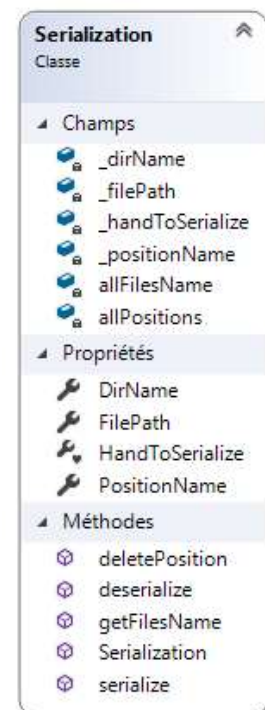 Serialization
Classe
Champs
_dirName
_filePath
_handToSerialize
_positionName
allFilesName
allPositions
Propriétés
DirName
FilePath
HandToSerialize
PositionName
Méthodes
deletePosition
deserialize
getFilesName
Serialization
serialize